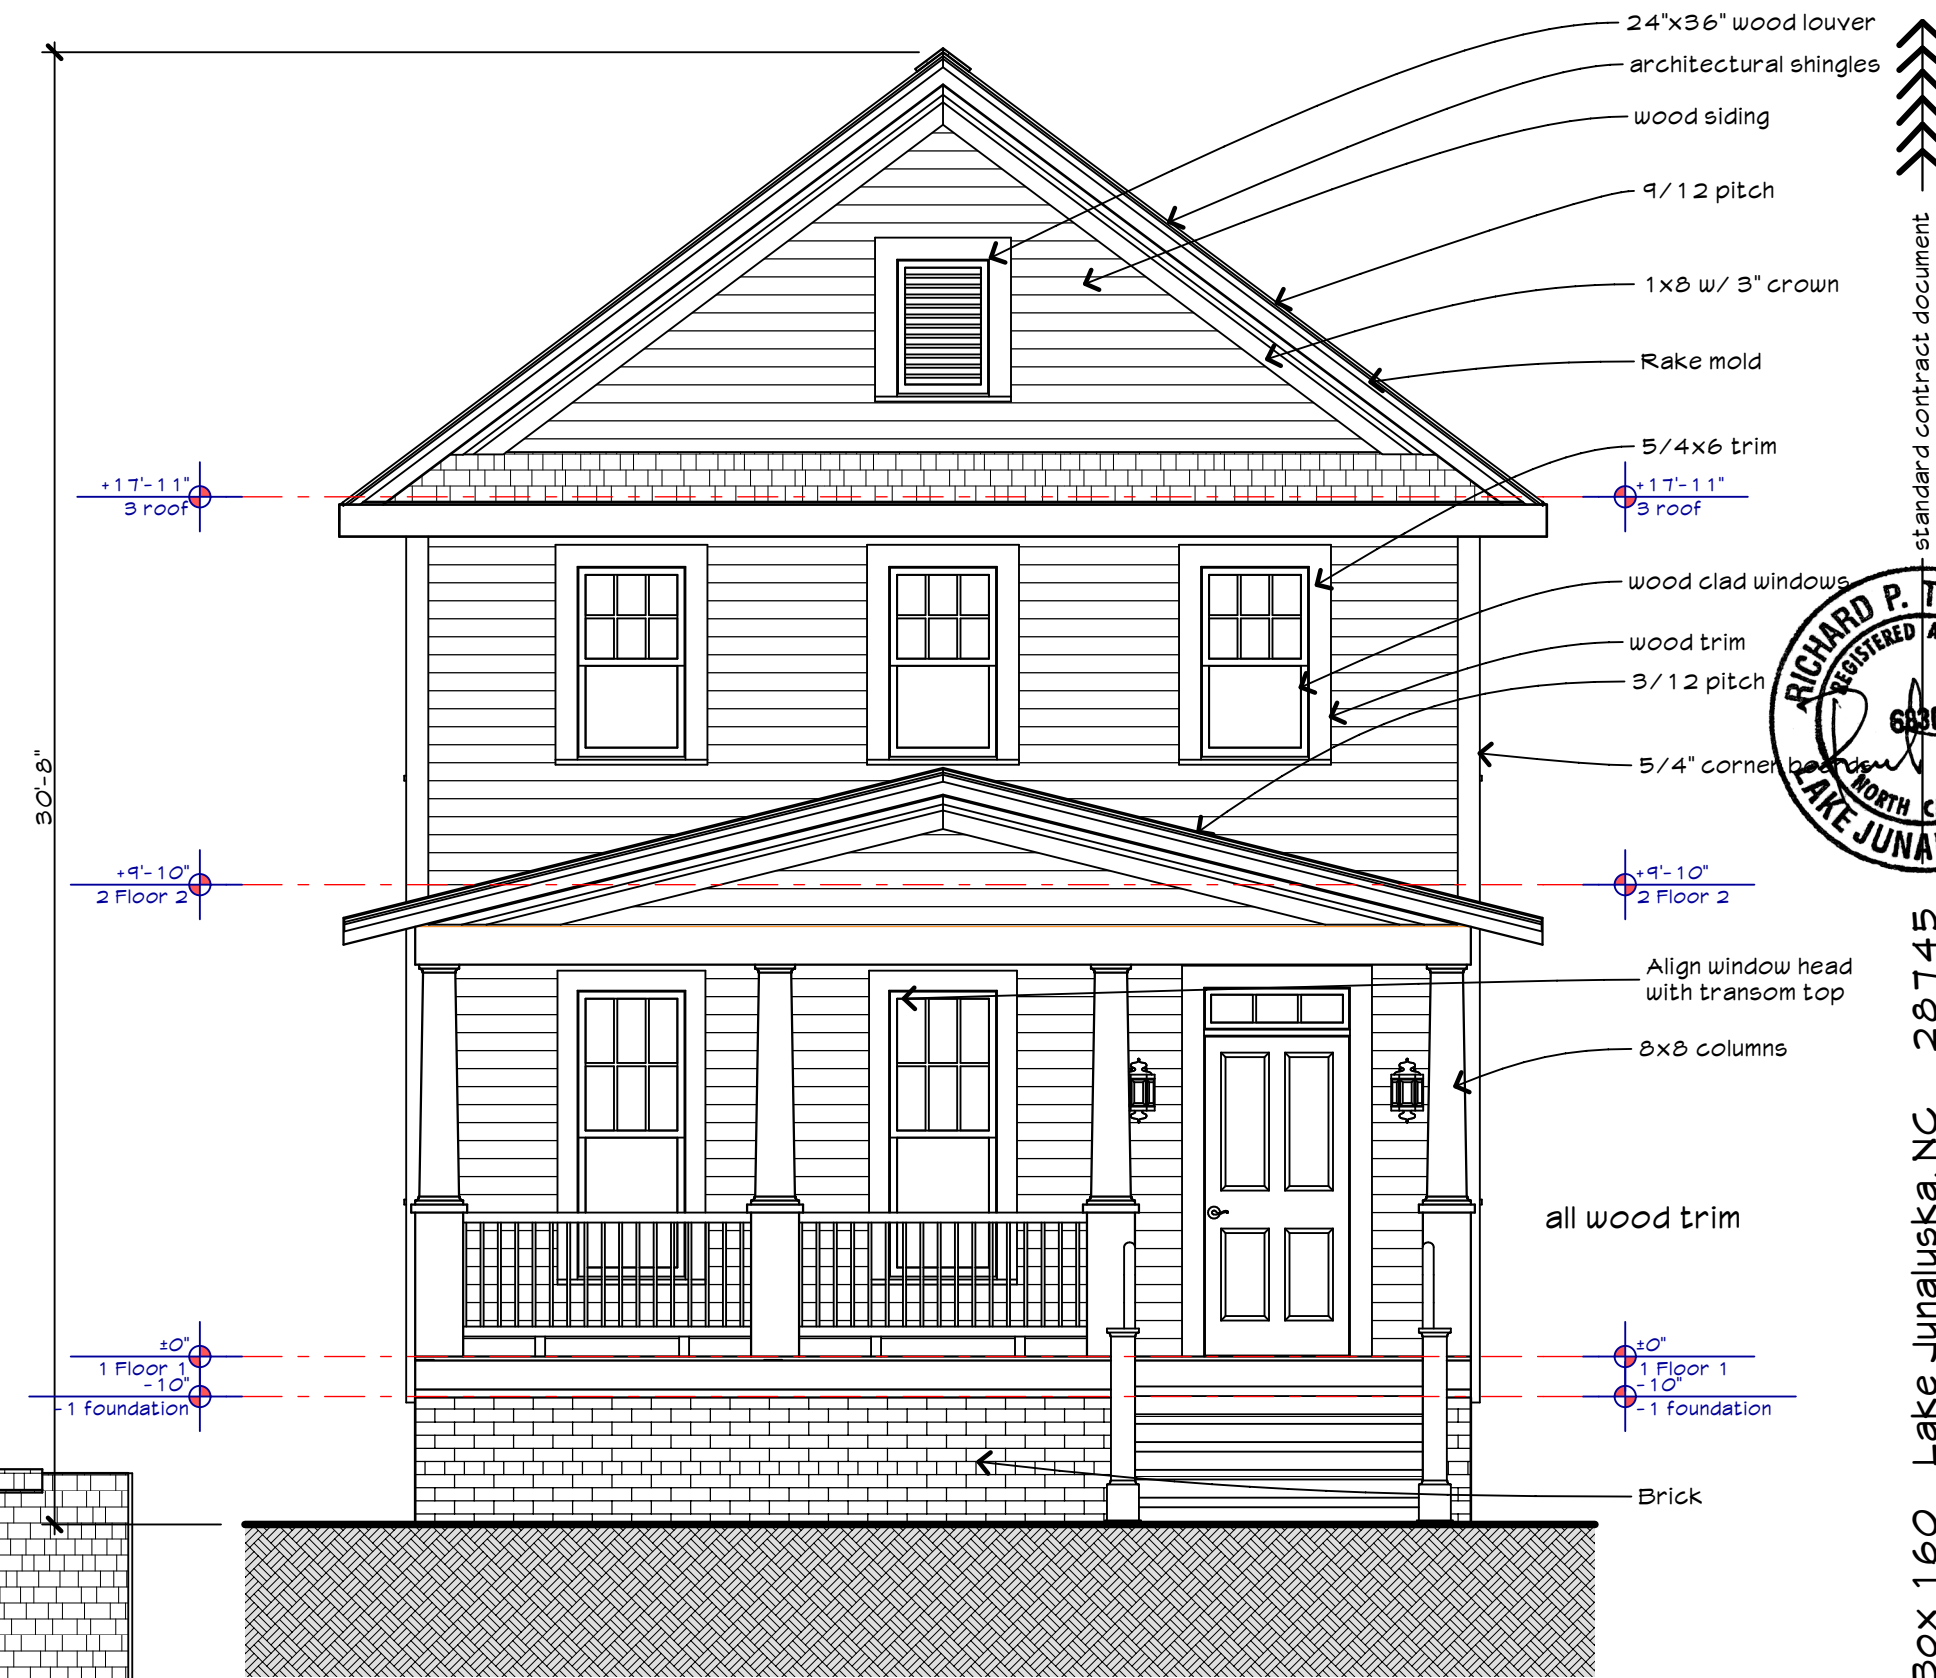 24"x36" wood louver
architectural shingles
wood siding
9/12 pitch
1x8 w/ 3" crown
Rake mold
5/4x6 trim
+17'-11"
3 roof
+17'-11"
3 roof
wood clad windows
wood trim
3/12 pitch
5/4" corner boards
30'-8"
+9'-10"
2 Floor 2
+9'-10"
2 Floor 2
Align window head
with transom top
8x8 columns
all wood trim
±0"
1 Floor 1
-10"
-1 foundation
±0"
1 Floor 1
-10"
-1 foundation
Brick
standard contract document
RICHARD P.
REGISTERED
NORTH
LAKE
Box 160 Lake Junaluska, NC 28745